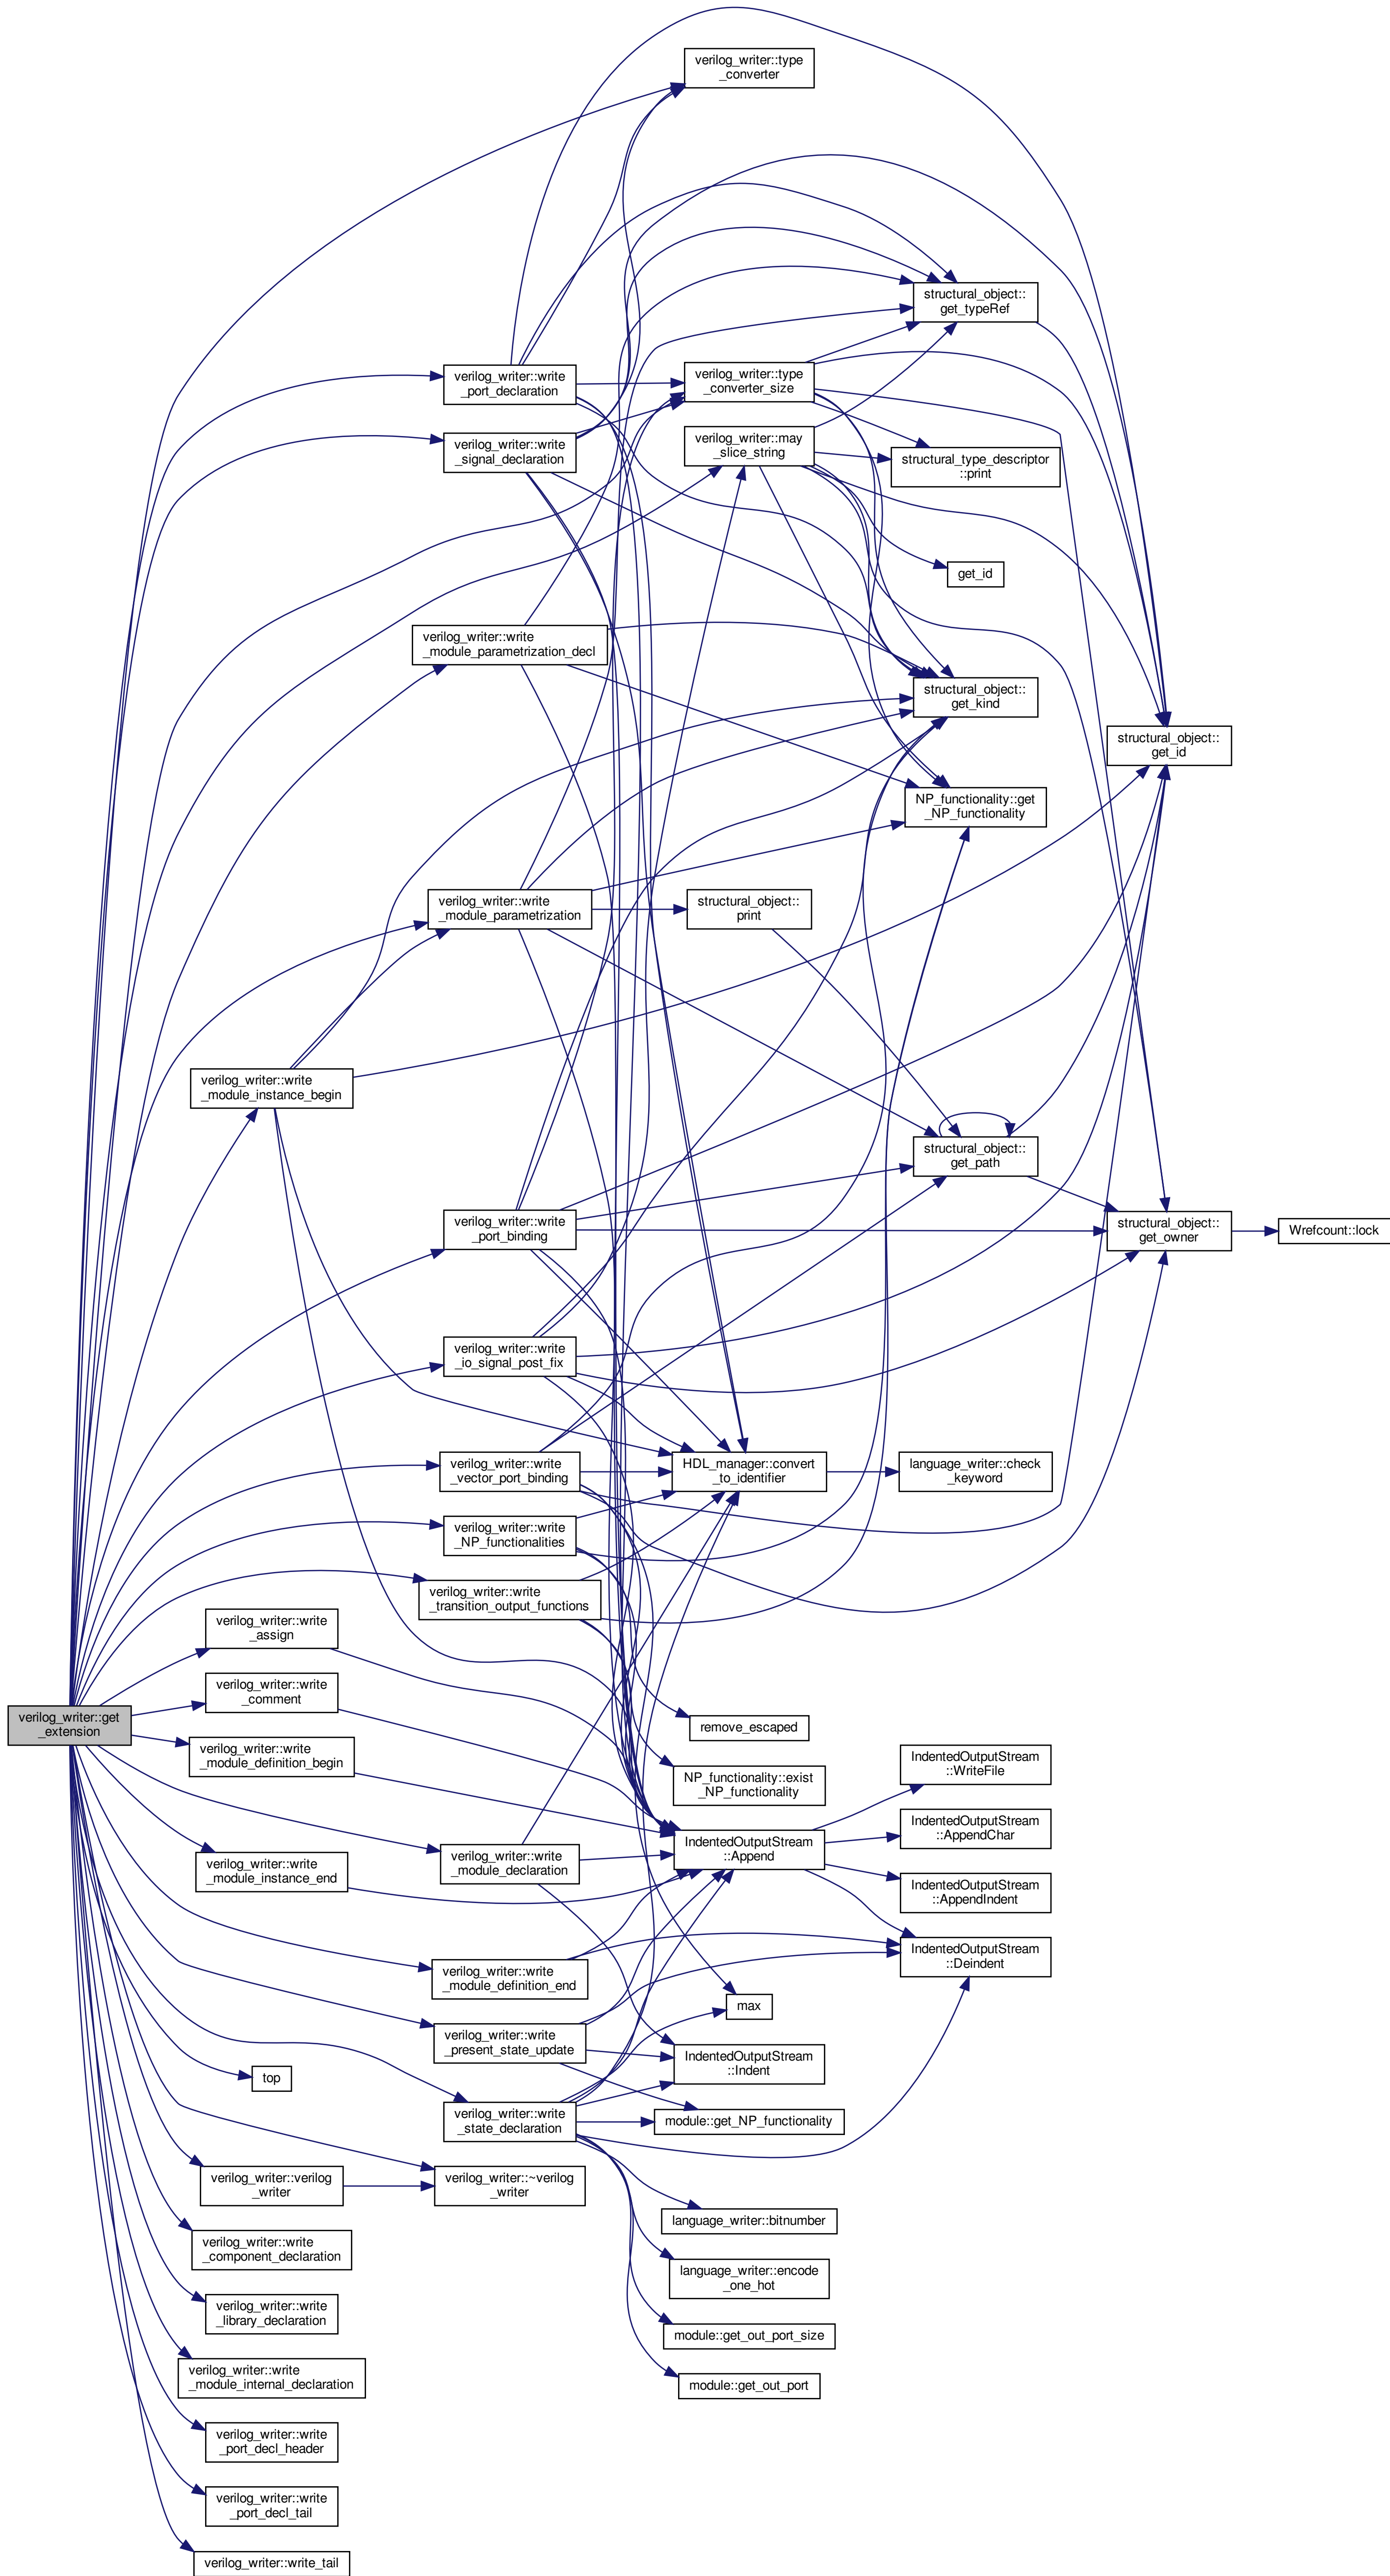 verilog_writer::type
_converter
structural_object::
get_typeRef
verilog_writer::write
_port_declaration
verilog_writer::type
_converter_size
verilog_writer::write
_signal_declaration
verilog_writer::may
_slice_string
structural_type_descriptor
::print
get_id
verilog_writer::write
_module_parametrization_decl
structural_object::
get_kind
structural_object::
get_id
NP_functionality::get
_NP_functionality
verilog_writer::write
_module_parametrization
structural_object::
print
verilog_writer::write
_module_instance_begin
structural_object::
get_path
verilog_writer::write
_port_binding
structural_object::
get_owner
Wrefcount::lock
verilog_writer::write
_io_signal_post_fix
verilog_writer::write
_vector_port_binding
HDL_manager::convert
_to_identifier
language_writer::check
_keyword
verilog_writer::write
_NP_functionalities
verilog_writer::write
_transition_output_functions
verilog_writer::write
_assign
verilog_writer::write
_comment
verilog_writer::get
_extension
remove_escaped
verilog_writer::write
_module_definition_begin
NP_functionality::exist
_NP_functionality
IndentedOutputStream
::WriteFile
IndentedOutputStream
::AppendChar
verilog_writer::write
_module_declaration
IndentedOutputStream
::Append
verilog_writer::write
_module_instance_end
IndentedOutputStream
::AppendIndent
IndentedOutputStream
::Deindent
verilog_writer::write
_module_definition_end
max
verilog_writer::write
_present_state_update
IndentedOutputStream
::Indent
top
verilog_writer::write
_state_declaration
module::get_NP_functionality
verilog_writer::verilog
_writer
verilog_writer::~verilog
_writer
language_writer::bitnumber
verilog_writer::write
_component_declaration
language_writer::encode
_one_hot
verilog_writer::write
_library_declaration
module::get_out_port_size
verilog_writer::write
_module_internal_declaration
module::get_out_port
verilog_writer::write
_port_decl_header
verilog_writer::write
_port_decl_tail
verilog_writer::write_tail